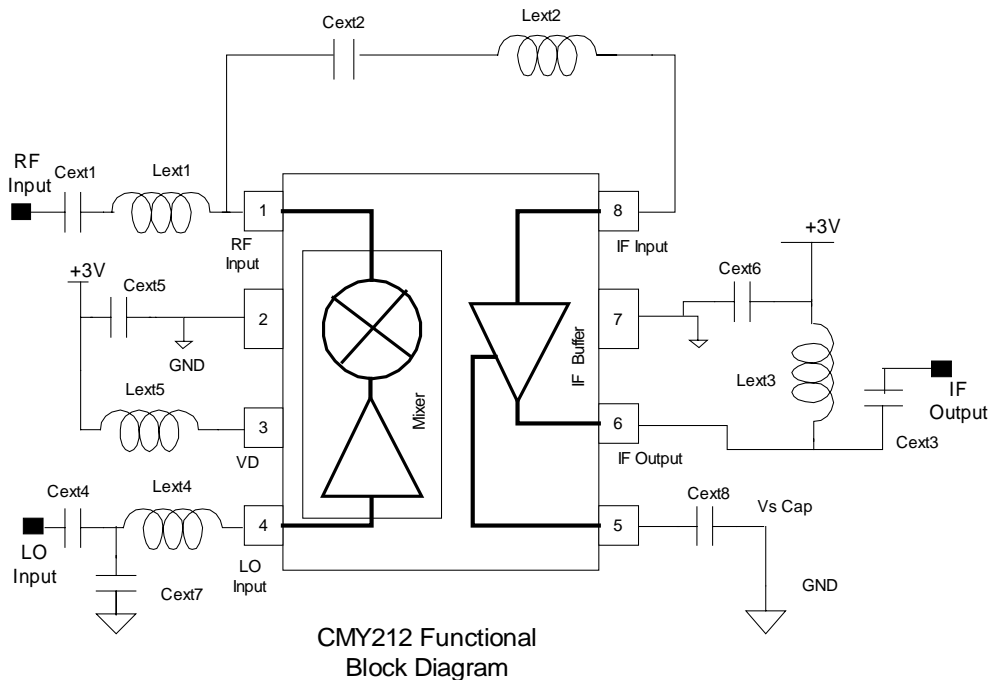 Cext2
Lext2
RF
Input
Cext1
Lext1
1
8
RF
Input
IF Input
+3V
+3V
Cext5
Cext6
2
7
GND
IF Buffer
Lext5
Lext3
Mixer
IF
Output
3
6
VD
IF Output
Cext3
Cext4
Lext4
Cext8
Vs Cap
4
5
LO
Input
LO
Input
Cext7
GND
CMY212 Functional
Block Diagram